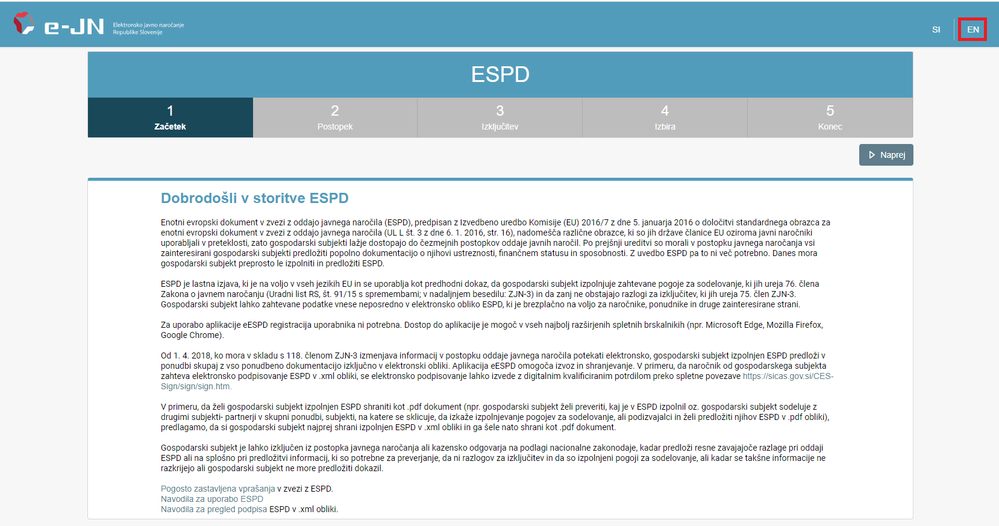 e-JN
Elektronsko javno naročanje
Republike Slovenije
SI
EN
ESPD
1
Začetek
2
Postopek
3
Izključitev
4
Izbira
5
Konec
Naprej
Dobrodošli v storitve ESPD
Enotni evropski dokument v zvezi z oddajo javnega naročila (ESPD), predpisan z Izvedbeno uredbo Komisije (EU) 2016/7 z dne 5. januarja 2016 o določitvi standardnega obrazca za
enotni evropski dokument v zvezi z oddajo javnega naročila (UL L št. 3 z dne 6. 1. 2016, str. 16), nadomešča različne obrazce, ki so jih države članice EU oziroma javni naročniki
uporabljali v preteklosti, zato gospodarski subjekti lažje dostopajo do čezmejnih postopkov oddaje javnih naročil. Po prejšnji ureditvi so morali v postopku javnega naročanja vsi
zainteresirani gospodarski subjekti predložiti popolno dokumentacijo o njihovi ustreznosti, finančnem statusu in sposobnosti. Z uvedbo ESPD pa to ni več potrebno. Danes mora
gospodarski subjekt preprosto le izpolniti in predložiti ESPD.
ESPD je lastna izjava, ki je na voljo v vseh jezikih EU in se uporablja kot predhodni dokaz, da gospodarski subjekt izpolnjuje zahtevane pogoje za sodelovanje, ki jih ureja 76. člena
Zakona o javnem naročanju (Uradni list RS, št. 91/15 s spremembami; v nadaljnjem besedilu: ZJN-3) in da zanj ne obstajajo razlogi za izključitev, ki jih ureja 75. člen ZJN-3.
Gospodarski subjekt lahko zahtevane podatke vnese neposredno v elektronsko obliko ESPD, ki je brezplačno na voljo za naročnike, ponudnike in druge zainteresirane strani.
Za uporabo aplikacije eESPD registracija uporabnika ni potrebna. Dostop do aplikacije je mogoč v vseh najbolj razširjenih spletnih brskalnikih (npr. Microsoft Edge, Mozilla Firefox,
Google Chrome).
Od 1. 4. 2018, ko mora v skladu s 118. členom ZJN-3 izmenjava informacij v postopku oddaje javnega naročila potekati elektronsko, gospodarski subjekt izpolnjen ESPD predloži v
ponudbi skupaj z vso ponudbeno dokumentacijo izključno v elektronski obliki. Aplikacija eESPD omogoča izvoz in shranjevanje. V primeru, da naročnik od gospodarskega subjekta
zahteva elektronsko podpisovanje ESPD v .xml obliki, se elektronsko podpisovanje lahko izvede z digitalnim kvalificiranim potrdilom preko spletne povezave https://sicas.gov.si/CES-
Sign/sign/sign.htm.
V primeru, da želi gospodarski subjekt izpolnjen ESPD shraniti kot .pdf dokument (npr. gospodarski subjekt želi preveriti, kaj je v ESPD izpolnil oz. gospodarski subjekt sodeluje z
drugimi subjekti- partnerji v skupni ponudbi, subjekti, na katere se sklicuje, da izkaže izpolnjevanje pogojev za sodelovanje, ali podizvajalci in želi predložiti njihov ESPD v .pdf obliki),
predlagamo, da si gospodarski subjekt najprej shrani izpolnjen ESPD v .xml obliki in ga šele nato shrani kot .pdf dokument.
Gospodarski subjekt je lahko izključen iz postopka javnega naročanja ali kazensko odgovarja na podlagi nacionalne zakonodaje, kadar predloži resne zavajajoče razlage pri oddaji
ESPD ali na splošno pri predložitvi informacij, ki so potrebne za preverjanje, da ni razlogov za izključitev in da so izpolnjeni pogoji za sodelovanje, ali kadar se takšne informacije ne
razkrijejo ali gospodarski subjekt ne more predložiti dokazil.
Pogosto zastavljena vprašanja v zvezi z ESPD.
Navodila za uporabo ESPD
Navodila za pregled podpisa ESPD v .xml obliki.